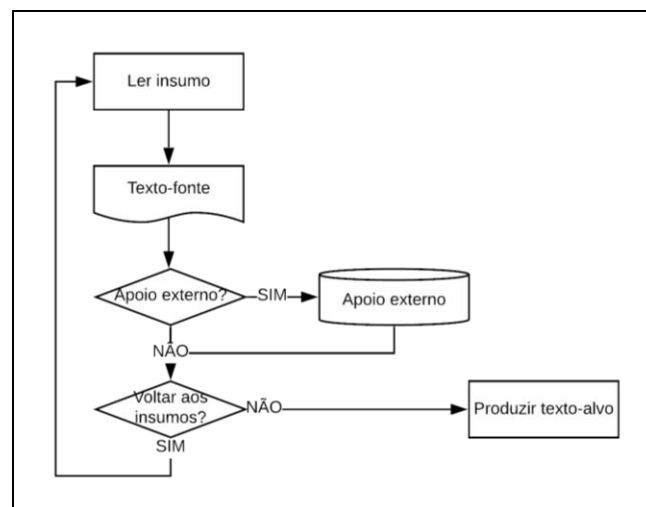 Ler insumo
Texto-fonte
Apoio externo?
SIM
Apoio externo
NÃO
Voltar aos
insumos?
NÃO
Produzir texto-alvo
SIM